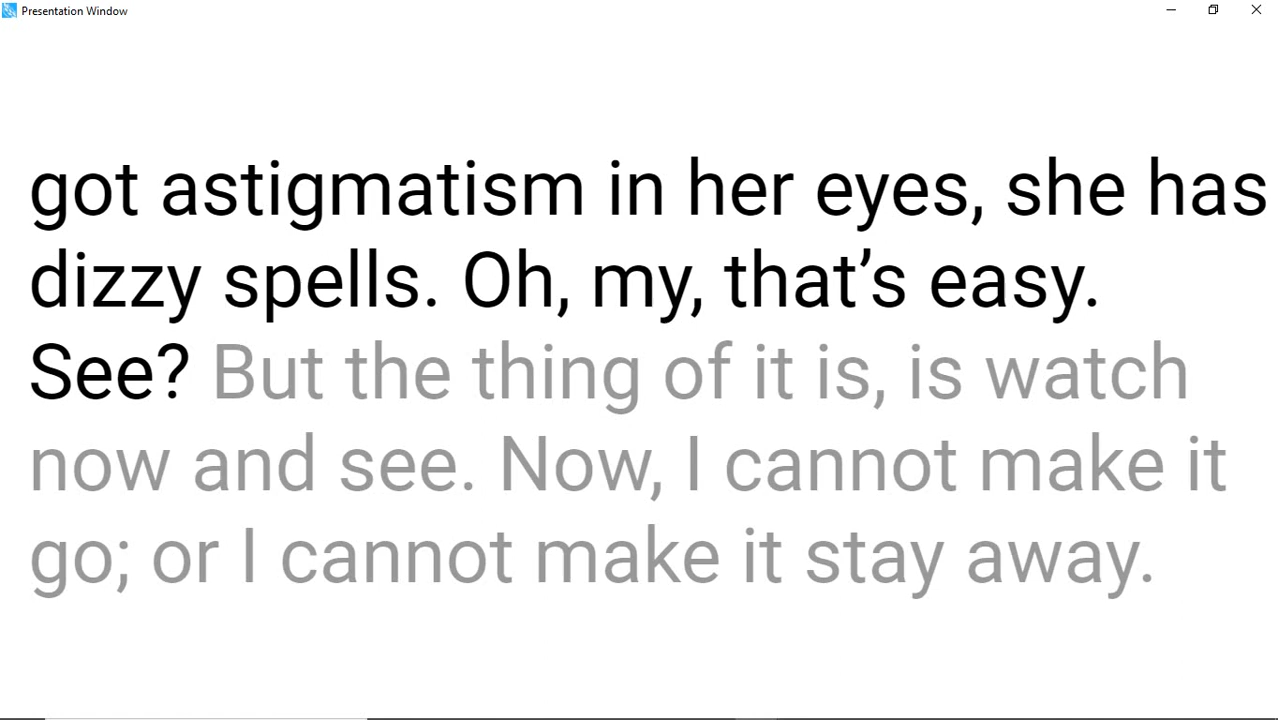 Presentation Window
got astigmatism in her eyes, she has
dizzy spells. Oh, my, that’s easy.
See? But the thing of it is, is watch
now and see. Now, I cannot make it
go; or I cannot make it stay away.